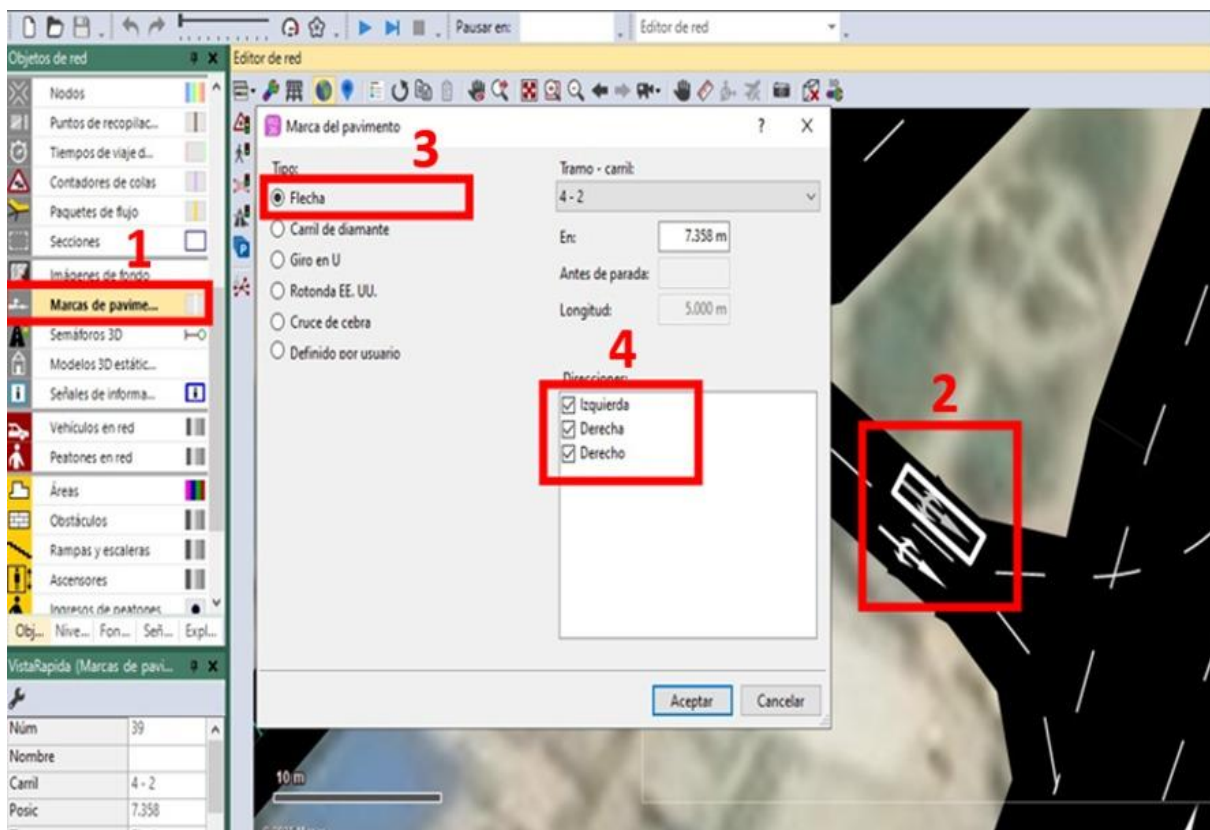 Pausar en:
Editor de red
Objetos de red
Editor de red
Nodos
Puntos de recopilac...
Tiempos de viaje d...
Contadores de colas
Paquetes de flujo
Secciones
1
Imágenes de fondo
Marcas de pavime...
Semáforos 3D
Modelos 3D estátic...
Señales de informa...
Vehículos en red
Peatones en red
Áreas
Obstáculos
Rampas y escaleras
Ascensores
Ingresos de peatones
Obj... Nive... Fon... Señ... Expl...
VistaRapida (Marcas de pavi...
Núm 39
Nombre
Carril 4 - 2
Posic 7.358
Marca del pavimento ? X
3
Tipo:
Flecha
Carril de diamante
Giro en U
Rotonda EE. UU.
Cruce de cebra
Definido por usuario
Tramo - carril:
4 - 2
En: 7.358 m
Antes de parada:
Longitud: 5.000 m
4
Direcciones:
Izquierda
Derecha
Derecho
Aceptar Cancelar
2
10 m